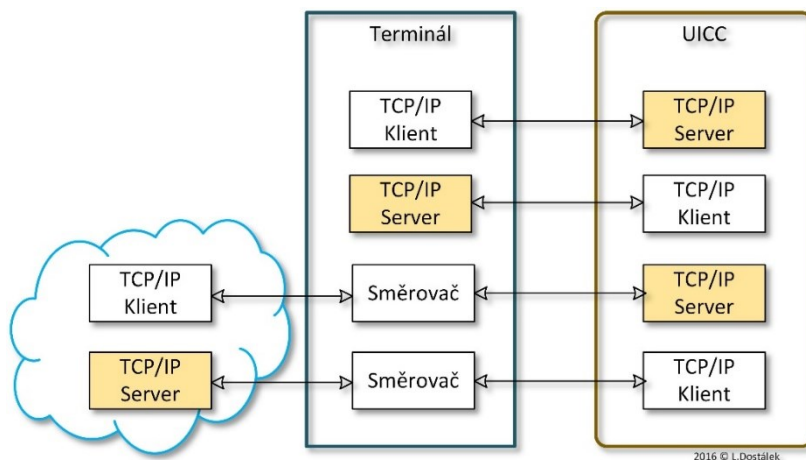 Terminál
UICC
TCP/IP
Klient
TCP/IP
Server
TCP/IP
Server
TCP/IP
Klient
TCP/IP
Klient
Směrovač
TCP/IP
Server
TCP/IP
Server
Směrovač
TCP/IP
Klient
2016 © L.Dostálek